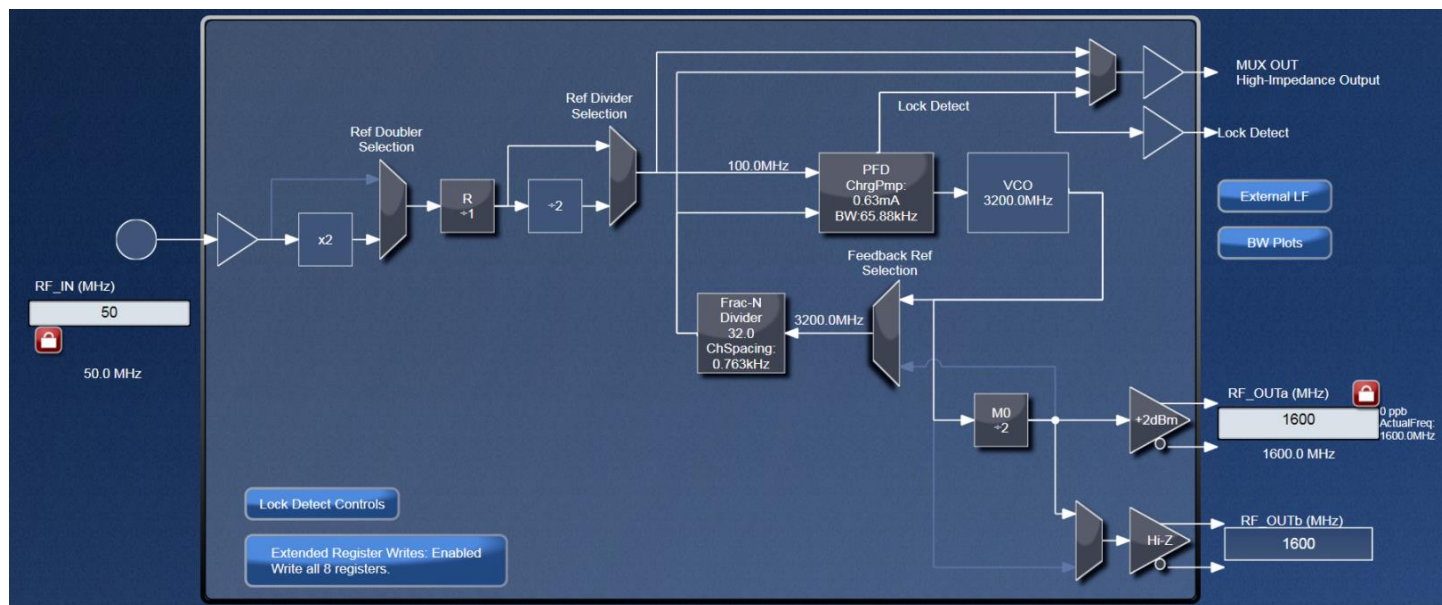 MUX OUT
High-Impedance Output
Ref Divider
Selection
Lock Detect
Lock Detect
Ref Doubler
Selection
100.0MHz
PFD
ChrgPmp:
0.63mA
BW:65.88kHz
VCO
3200.0MHz
R
÷1
÷2
x2
External LF
BW Plots
RF_IN (MHz)
50
50.0 MHz
Feedback Ref
Selection
Frac-N
Divider
32.0
ChSpacing:
0.763kHz
3200.0MHz
M0
÷2
+2dBm
RF_OUTa (MHz)
1600
0 ppb
ActualFreq:
1600.0MHz
1600.0 MHz
Lock Detect Controls
Extended Register Writes: Enabled
Write all 8 registers.
Hi-Z
RF_OUTb (MHz)
1600